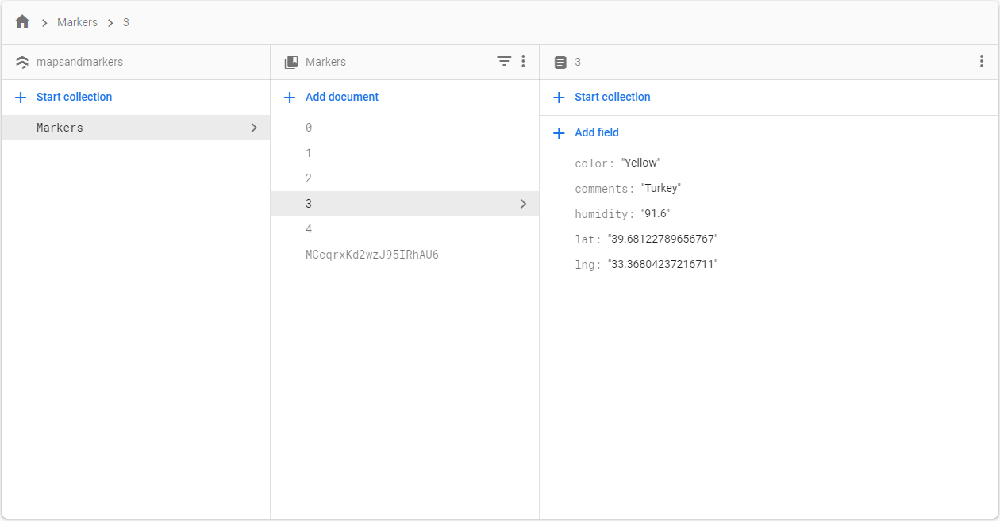 Markers 3
mapsandmarkers
Start collection
Markers
Markers
Add document
0
1
2
3
4
MCcqrxKd2wzJ95IRhAU6
3
Start collection
Add field
color: "Yellow"
comments: "Turkey"
humidity: "91.6"
lat: "39.68122789656767"
lng: "33.36804237216711"